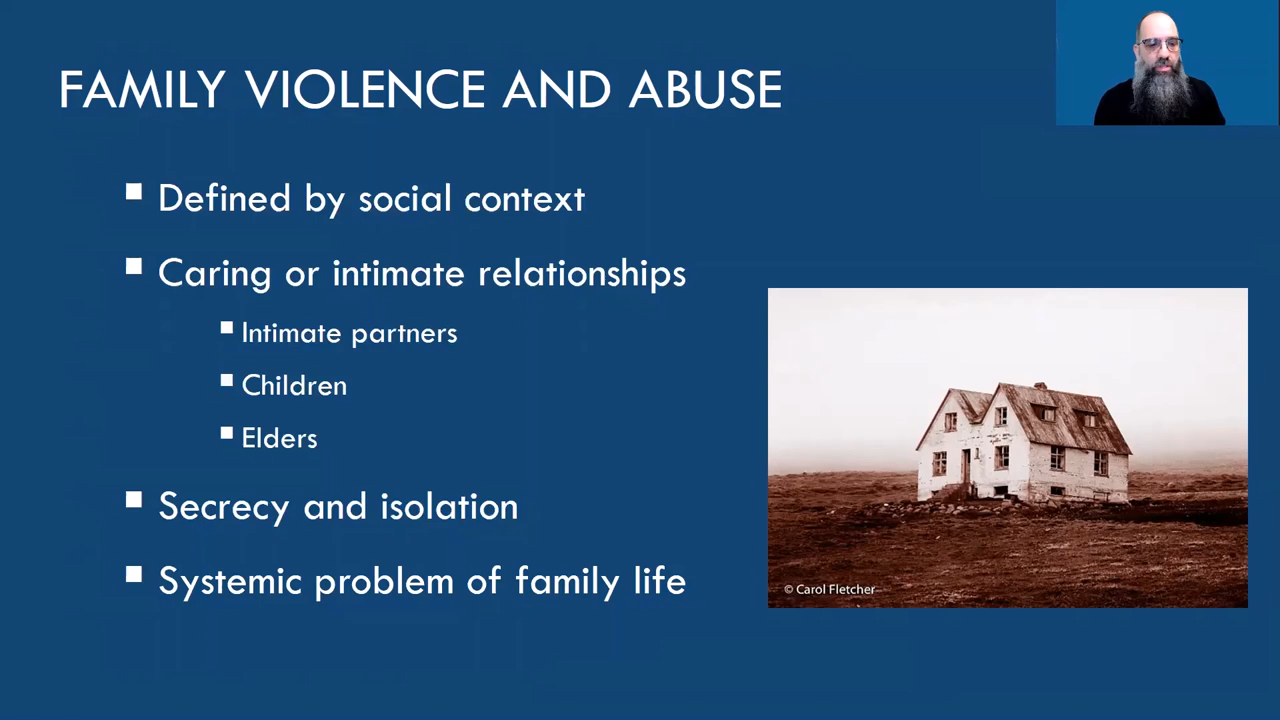 FAMILY VIOLENCE AND ABUSE
Defined by social context
Caring or intimate relationships
Intimate partners
Children
Elders
Secrecy and isolation
Systemic problem of family life
© Carol Fletcher